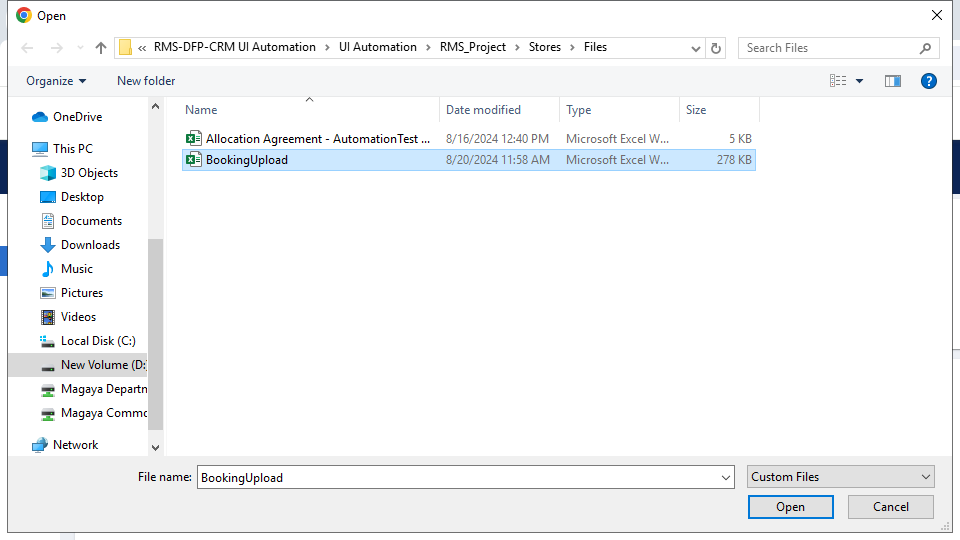 Open
« RMS-DFP-CRM UI Automation > UI Automation > RMS_Project > Stores > Files
Search Files
Organize
New folder
?
Name
Date modified
Type
Size
OneDrive
This PC
3D Objects
Desktop
Documents
Downloads
Music
Pictures
Videos
Local Disk (C:)
New Volume (D:
Magaya Departn
Magaya Commo
Network
Allocation Agreement - AutomationTest ... 8/16/2024 12:40 PM Microsoft Excel W... 5 KB
BookingUpload 8/20/2024 11:58 AM Microsoft Excel W... 278 KB
File name: BookingUpload
Custom Files
Open
Cancel